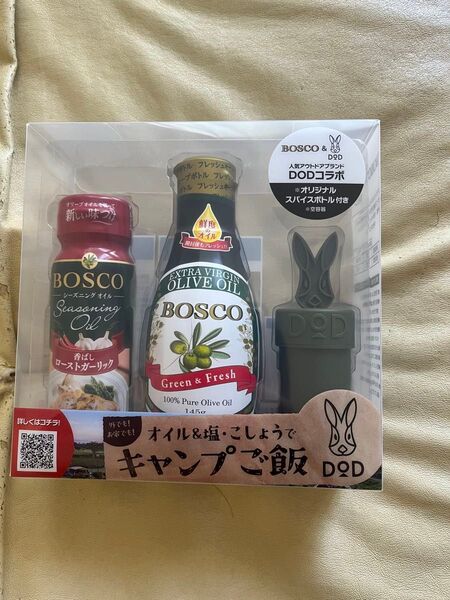 BOSCO &
DOD
人気アウトドアブランド
DODコラボ
※オリジナル
スパイスボトル付き
※空容器
新しい味つけ
BOSCO
シーズニング オイル
Seasoning
Oil
香ばし
ローストガーリック
鮮度
オイル
EXTRA VIRGIN
OLIVE OIL
BOSCO
Green & Fresh
100% Pure Olive Oil
145g
DOD
詳しくはコチラ!
外でも!
お家でも!
オイル&塩・こしょうで
キャンプご飯
DOD